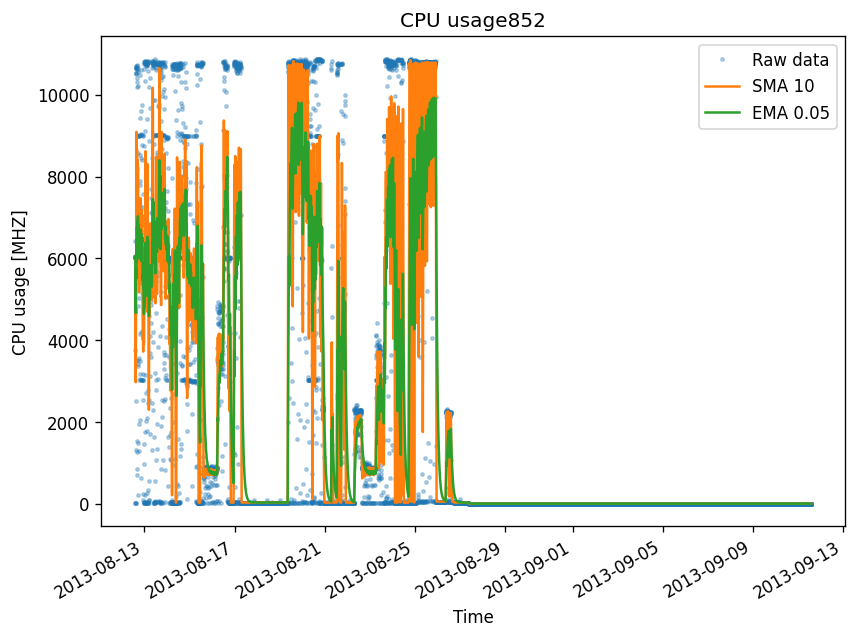 CPU usage852
Raw data
SMA 10
EMA 0.05
CPU usage [MHZ]
10000
8000
6000
4000
2000
0
2013-08-13
2013-08-17
2013-08-21
2013-08-25
2013-08-29
2013-09-01
2013-09-05
2013-09-09
2013-09-13
Time